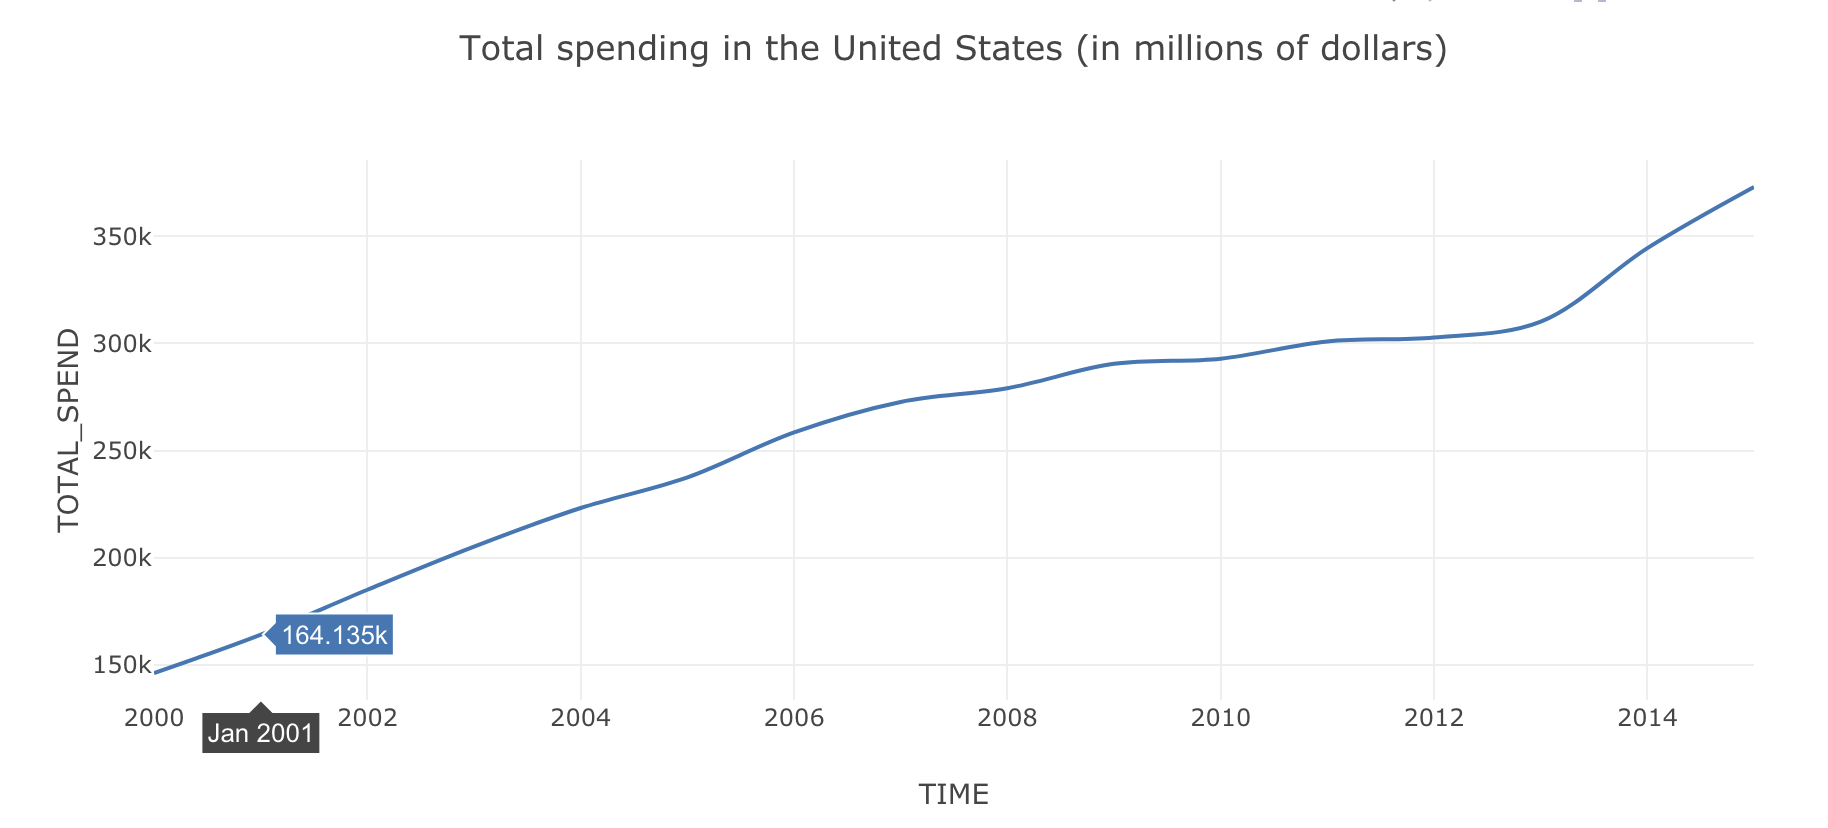 Total spending in the United States (in millions of dollars)
350k
300k
250k
200k
150k
TOTAL_SPEND
164.135k
2000 2002 2004 2006 2008 2010 2012 2014
Jan 2001
TIME